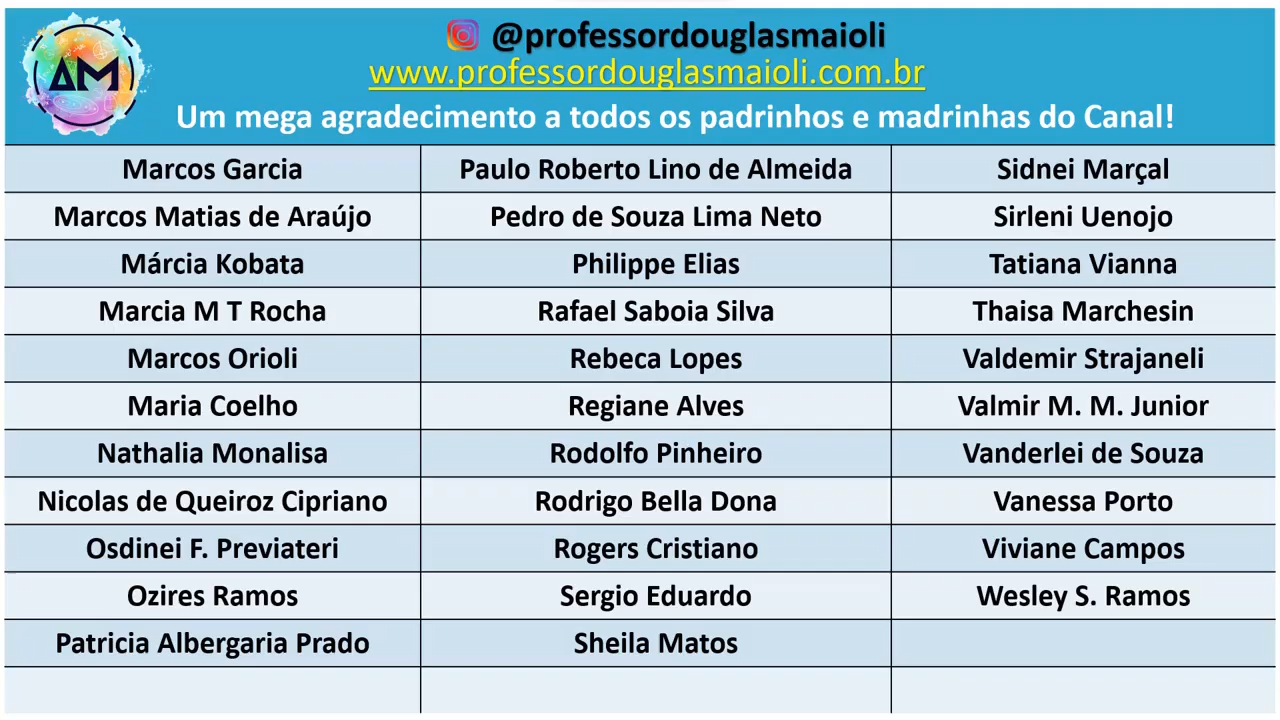 ΔM
@professordouglasmaioli
www.professordouglasmaioli.com.br
Um mega agradecimento a todos os padrinhos e madrinhas do Canal!
Marcos Garcia Paulo Roberto Lino de Almeida Sidnei Marçal
Marcos Matias de Araújo Pedro de Souza Lima Neto Sirleni Uenojo
Márcia Kobata Philippe Elias Tatiana Vianna
Marcia M T Rocha Rafael Saboia Silva Thaisa Marchesin
Marcos Orioli Rebeca Lopes Valdemir Strajaneli
Maria Coelho Regiane Alves Valmir M. M. Junior
Nathalia Monalisa Rodolfo Pinheiro Vanderlei de Souza
Nicolas de Queiroz Cipriano Rodrigo Bella Dona Vanessa Porto
Osdinei F. Previateri Rogers Cristiano Viviane Campos
Ozires Ramos Sergio Eduardo Wesley S. Ramos
Patricia Albergaria Prado Sheila Matos